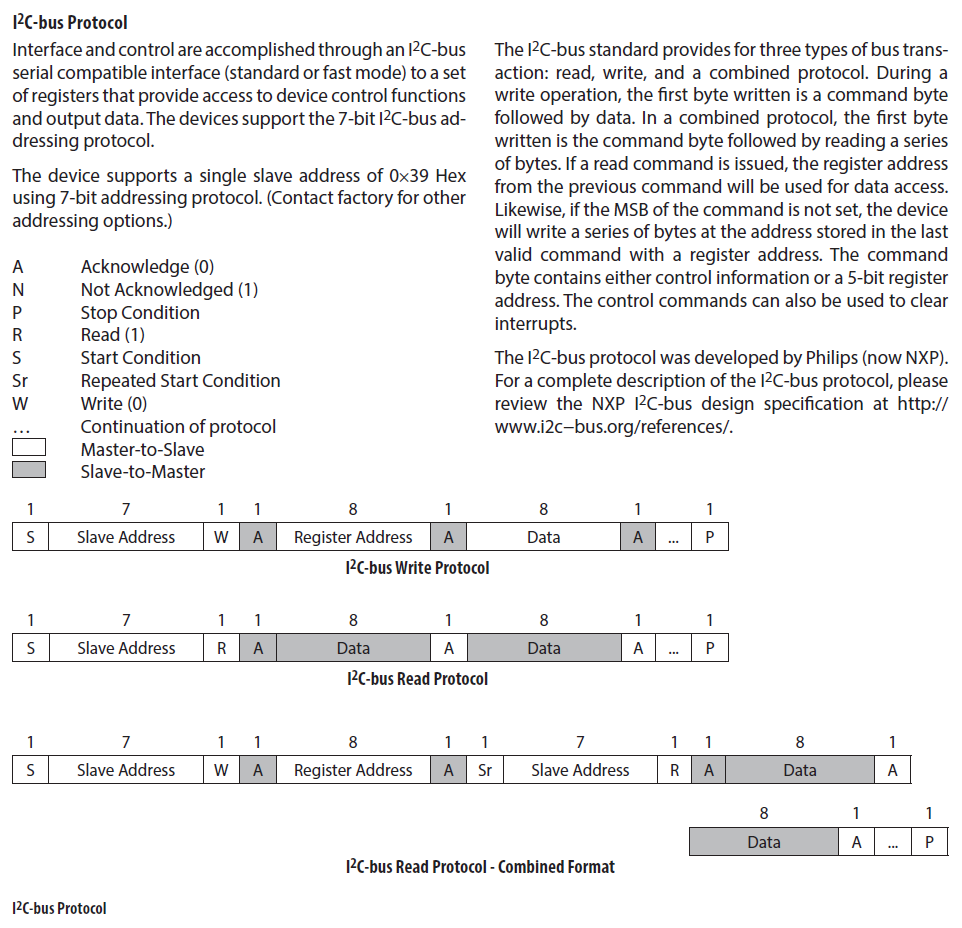 I²C-bus Protocol
Interface and control are accomplished through an I²C-bus
serial compatible interface (standard or fast mode) to a set
of registers that provide access to device control functions
and output data. The devices support the 7-bit I²C-bus ad-
dressing protocol.
The device supports a single slave address of 0×39 Hex
using 7-bit addressing protocol. (Contact factory for other
addressing options.)
A Acknowledge (0)
N Not Acknowledged (1)
P Stop Condition
R Read (1)
S Start Condition
Sr Repeated Start Condition
W Write (0)
... Continuation of protocol
Master-to-Slave
Slave-to-Master
The I²C-bus standard provides for three types of bus trans-
action: read, write, and a combined protocol. During a
write operation, the first byte written is a command byte
followed by data. In a combined protocol, the first byte
written is the command byte followed by reading a series
of bytes. If a read command is issued, the register address
from the previous command will be used for data access.
Likewise, if the MSB of the command is not set, the device
will write a series of bytes at the address stored in the last
valid command with a register address. The command
byte contains either control information or a 5-bit register
address. The control commands can also be used to clear
interrupts.
The I²C-bus protocol was developed by Philips (now NXP).
For a complete description of the I²C-bus protocol, please
review the NXP I²C-bus design specification at http://
www.i2c−bus.org/references/.
1 7 1 1 8 1 8 1 1
S Slave Address W A Register Address A Data A ... P
I²C-bus Write Protocol
1 7 1 1 8 1 8 1 1
S Slave Address R A Data A Data A ... P
I²C-bus Read Protocol
1 7 1 1 8 1 1 7 1 1 8 1
S Slave Address W A Register Address A Sr Slave Address R A Data A
8 1 1
Data A ... P
I²C-bus Read Protocol - Combined Format
I²C-bus Protocol